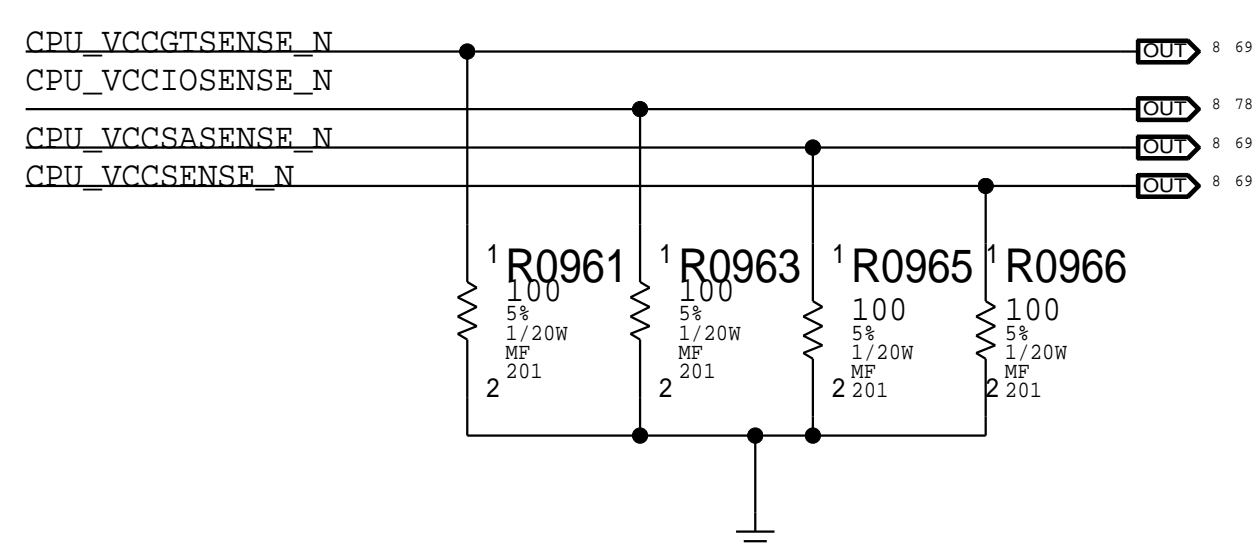 CPU_VCCGTSENSE_N OUT 8 69
CPU_VCCIOSENSE_N OUT 8 78
CPU_VCCSASENSE_N OUT 8 69
CPU_VCCSENSE_N OUT 8 69
1 R0961 1 R0963 1 R0965 1 R0966
100 100 100 100
5% 5% 5% 5%
1/20W 1/20W 1/20W 1/20W
MF MF MF MF
201 201 201 201
2 2 2 2